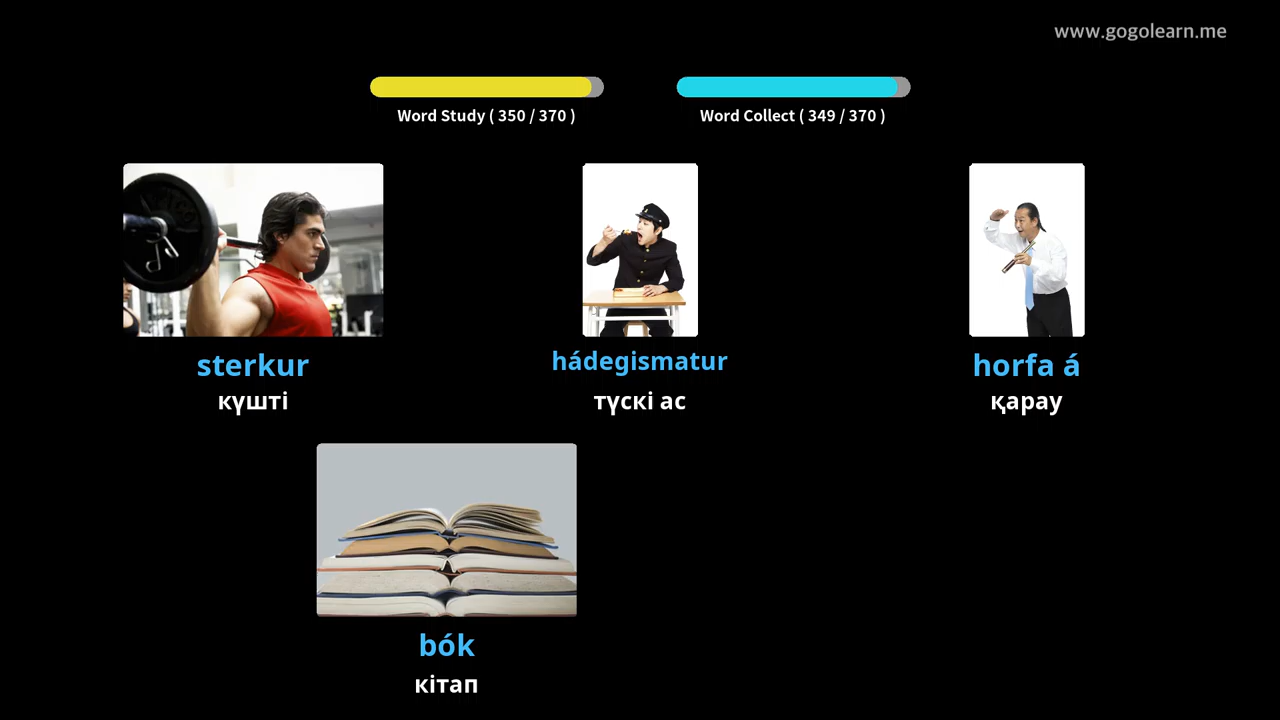 www.gogolearn.me
Word Study ( 350 / 370 )
Word Collect ( 349 / 370 )
sterkur
күшті
hádegismatur
түскі ас
horfa á
қарау
bók
кітап